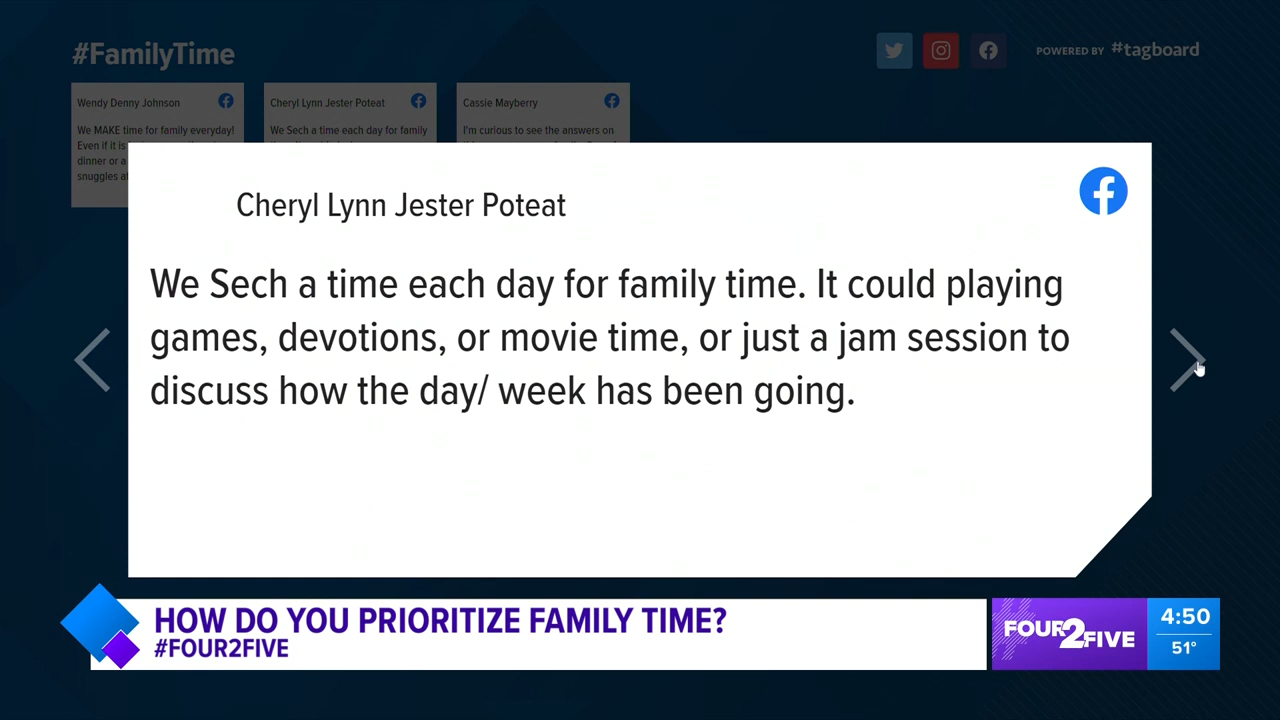 #FamilyTime
POWERED BY #tagboard
Wendy Denny Johnson
We MAKE time for family everyday!
Even if it is
dinner or a
snuggles
Cheryl Lynn Jester Poteat
We Sech a time each day for family
Cassie Mayberry
I'm curious to see the answers on
Cheryl Lynn Jester Poteat
We Sech a time each day for family time. It could playing
games, devotions, or movie time, or just a jam session to
discuss how the day/ week has been going.
HOW DO YOU PRIORITIZE FAMILY TIME?
#FOUR2FIVE
FOUR2FIVE
4:50
51°